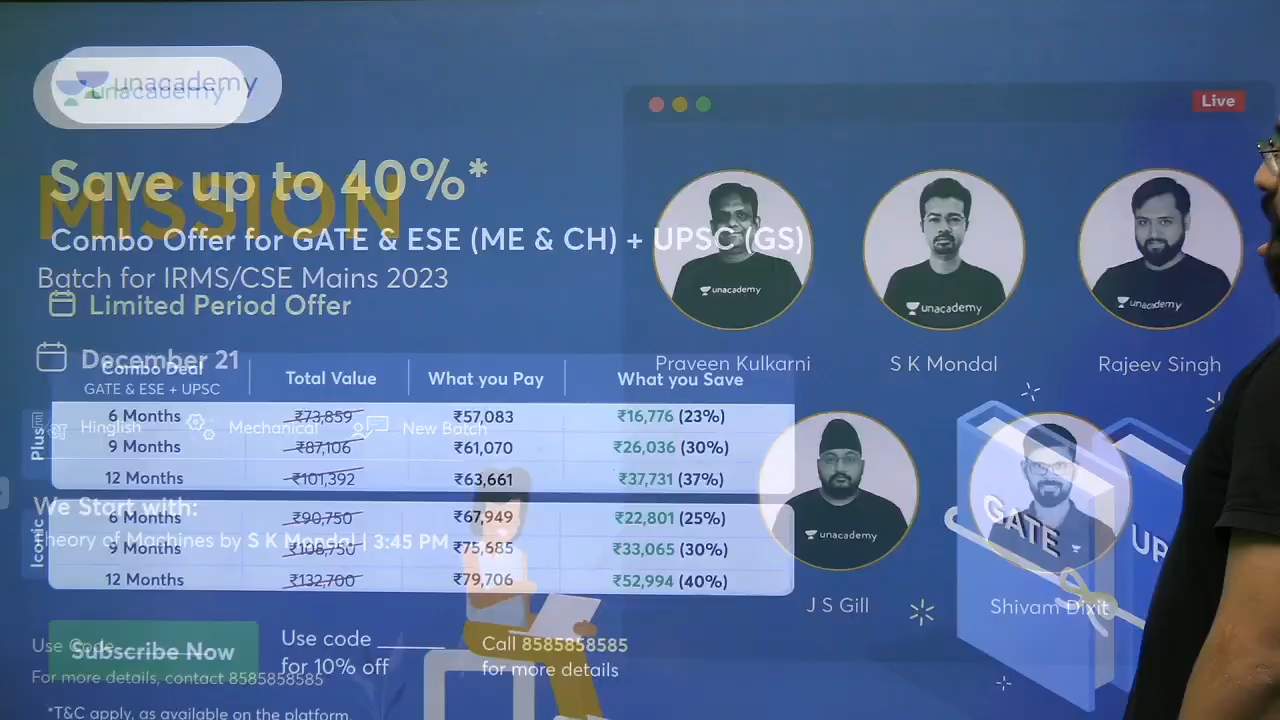 unacademy
unacademy
Save up to 40%*
MISSION
Combo Offer for GATE & ESE (ME & CH) + UPSC (GS)
Batch for IRMS/CSE Mains 2023
Limited Period Offer
December 21
Combo Deal
GATE & ESE + UPSC
Total Value
What you Pay
What you Save
Plus
6 Months ₹73,859 ₹57,083 ₹16,776 (23%)
Hinglish Mechanical New Batch
9 Months ₹87,106 ₹61,070 ₹26,036 (30%)
12 Months ₹101,392 ₹63,661 ₹37,731 (37%)
We Start with:
Iconic
6 Months ₹90,750 ₹67,949 ₹22,801 (25%)
Theory of Machines by S K Mondal | 3:45 PM
9 Months ₹108,750 ₹75,685 ₹33,065 (30%)
12 Months ₹132,700 ₹79,706 ₹52,994 (40%)
Use Code
Subscribe Now
For more details, contact 8585858585
Use code
for 10% off
Call 8585858585
for more details
*T&C apply, as available on the platform.
Live
unacademy
unacademy
unacademy
Praveen Kulkarni
S K Mondal
Rajeev Singh
unacademy
GATE
UP
J S Gill
Shivam Dixit